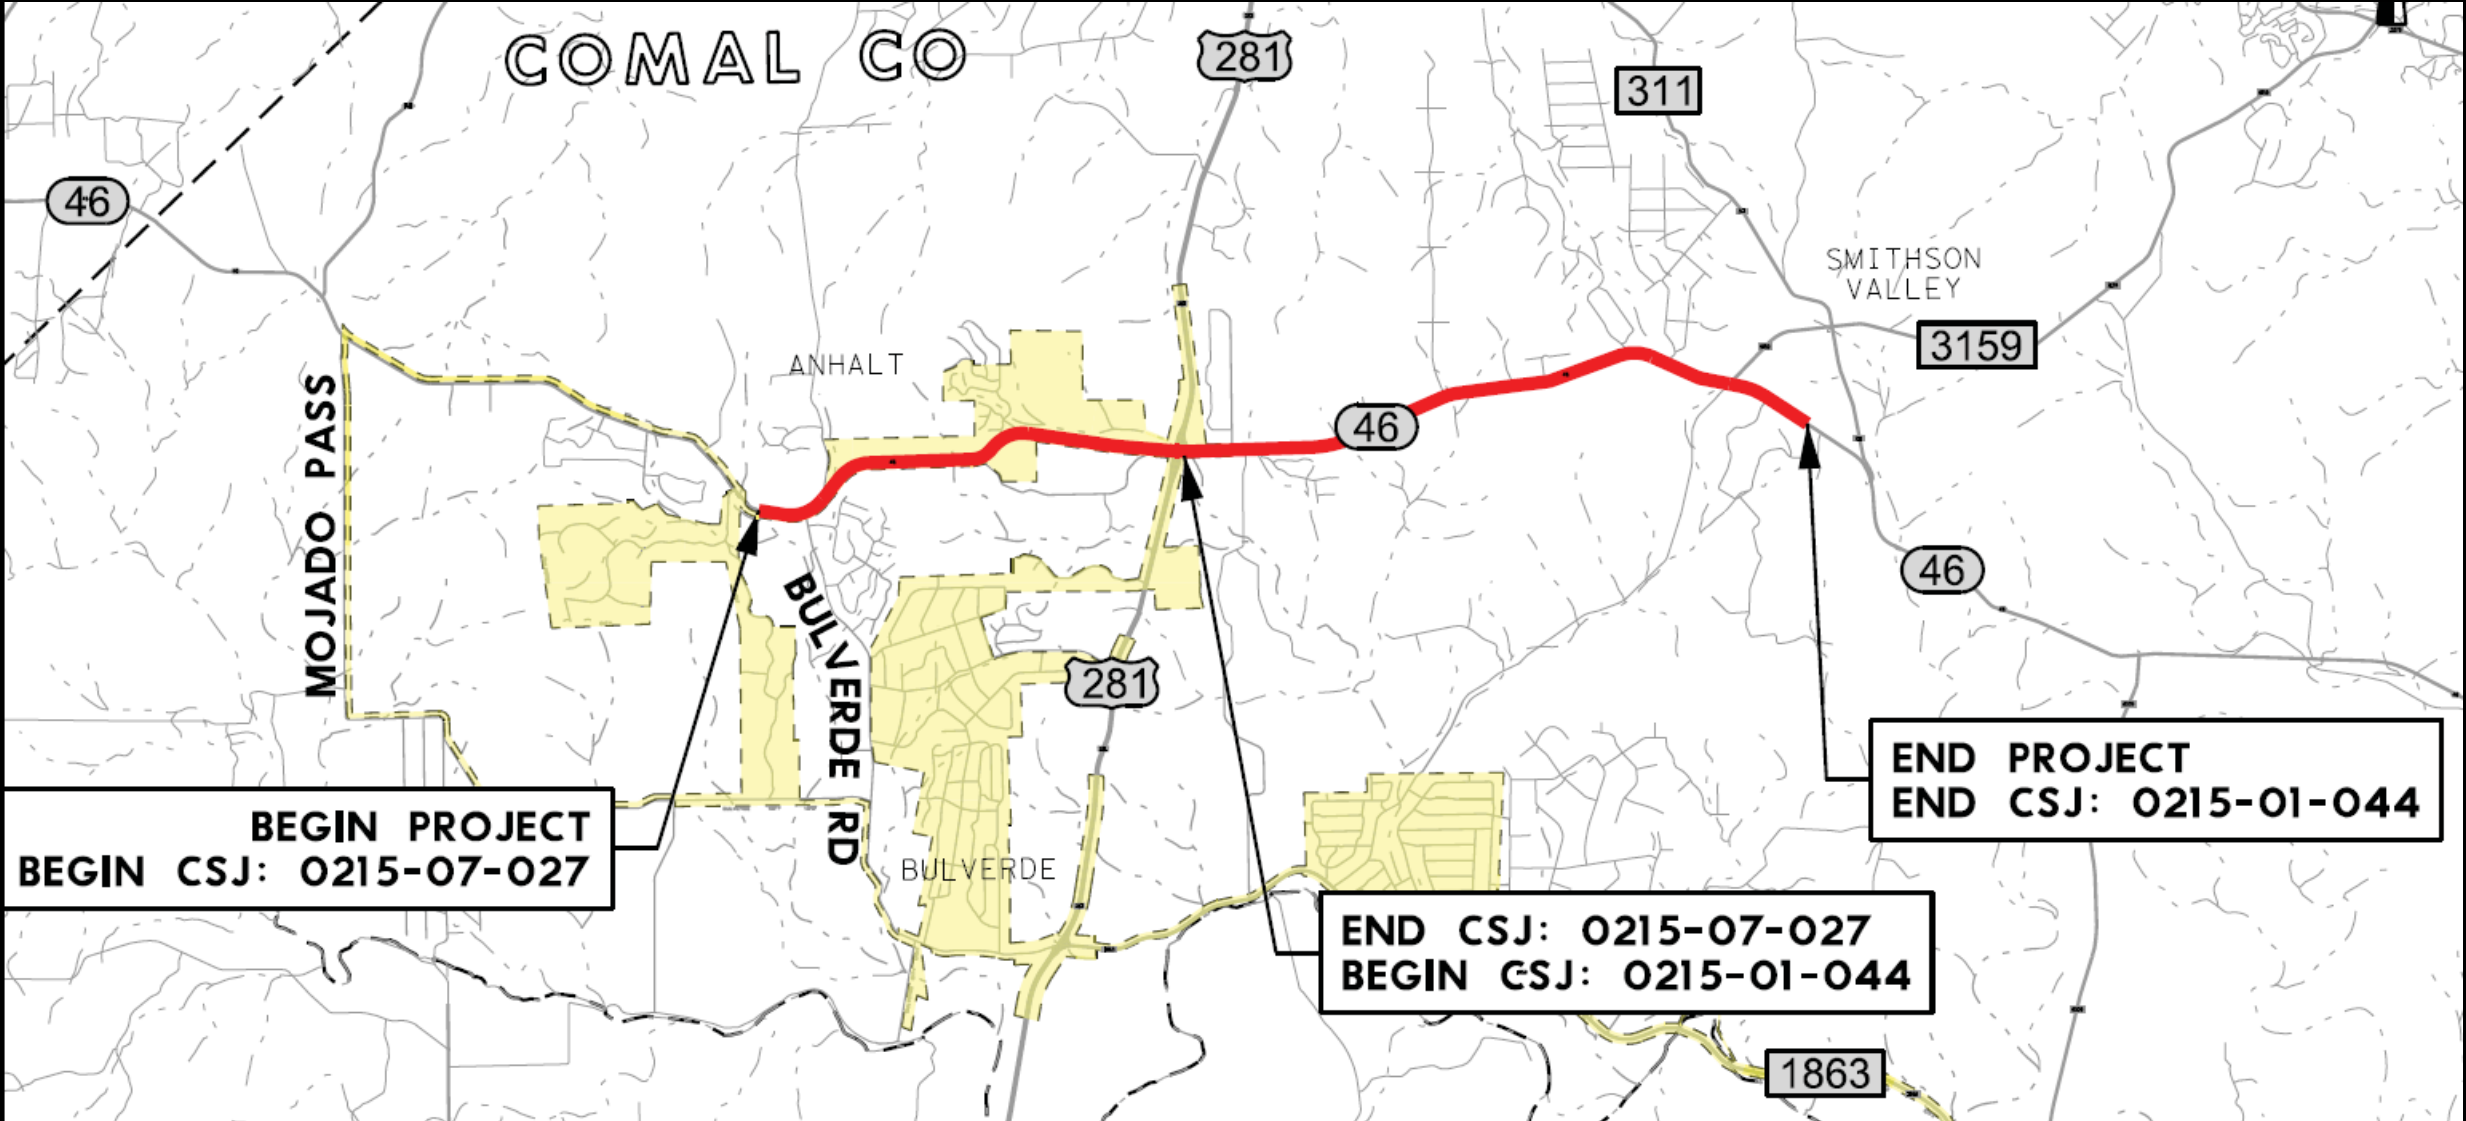 COMAL CO
281
311
46
SMITHSON
VALLEY
3159
ANHALT
MOJADO PASS
46
46
BULVERDE RD
281
END PROJECT
END CSJ: 0215-01-044
BEGIN PROJECT
BEGIN CSJ: 0215-07-027
BULVERDE
END CSJ: 0215-07-027
BEGIN CSJ: 0215-01-044
1863